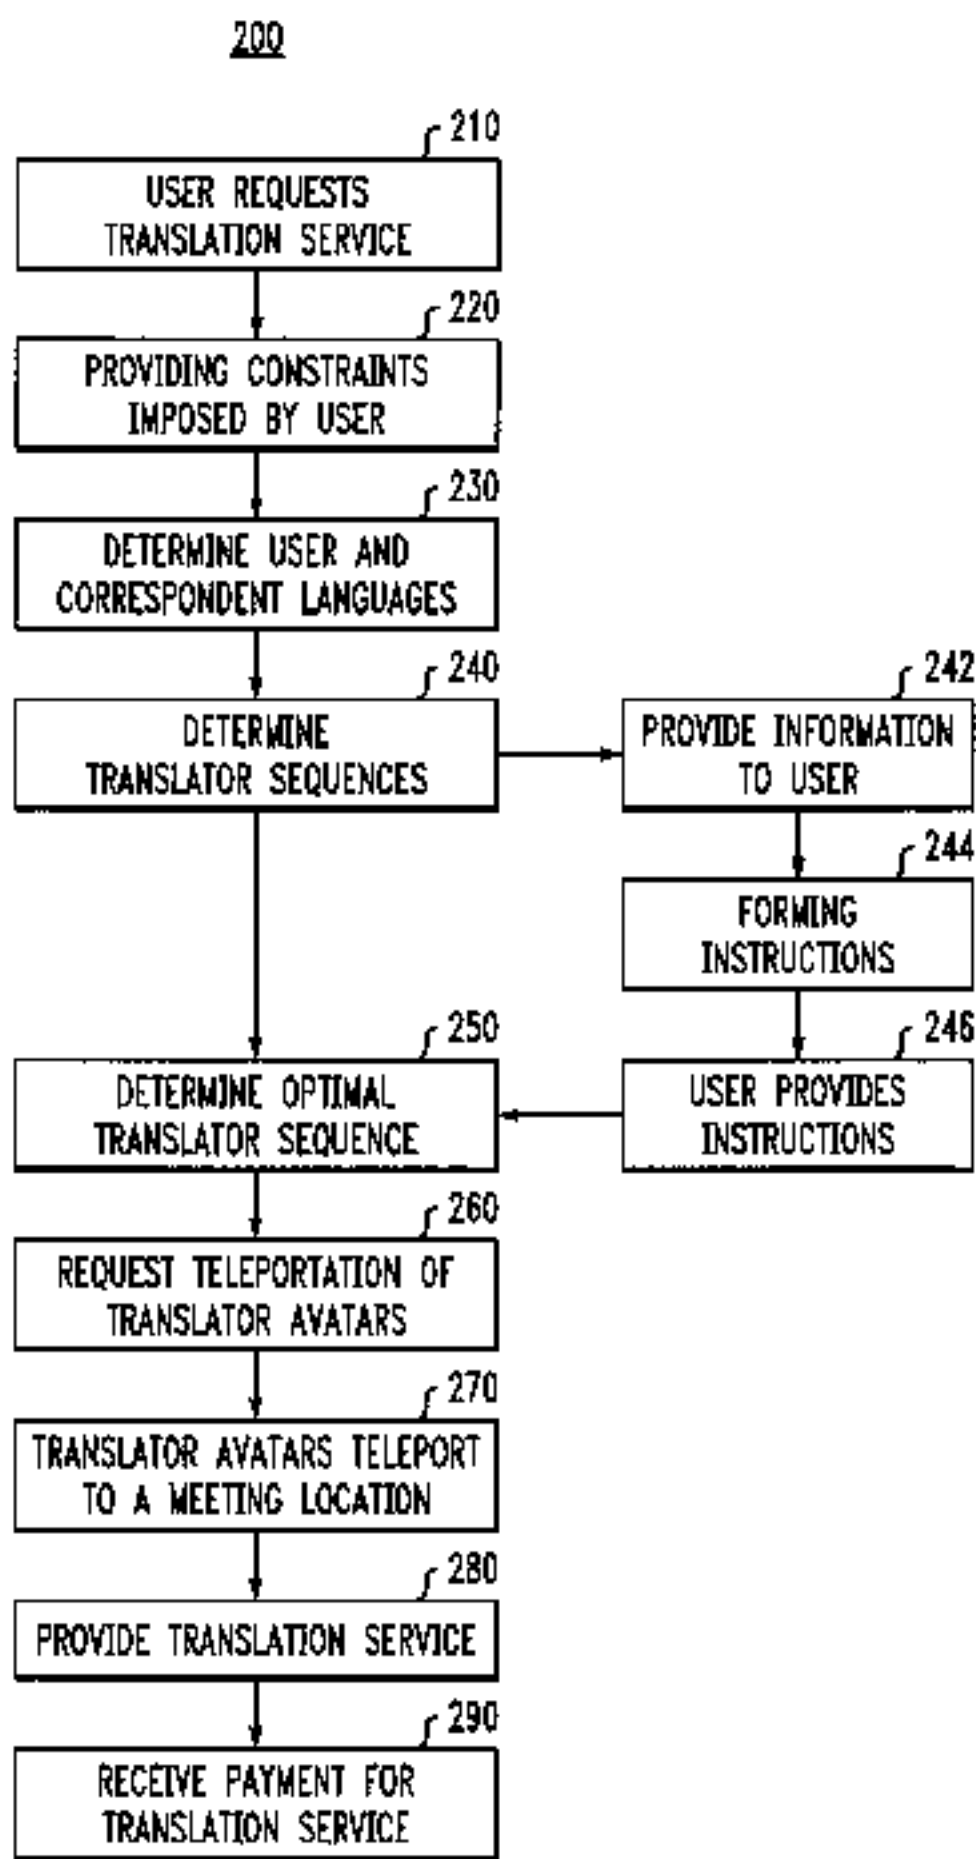 200
210
USER REQUESTS
TRANSLATION SERVICE
220
PROVIDING CONSTRAINTS
IMPOSED BY USER
230
DETERMINE USER AND
CORRESPONDENT LANGUAGES
240
DETERMINE
TRANSLATOR SEQUENCES
242
PROVIDE INFORMATION
TO USER
244
FORMING
INSTRUCTIONS
246
USER PROVIDES
INSTRUCTIONS
250
DETERMINE OPTIMAL
TRANSLATOR SEQUENCE
260
REQUEST TELEPORTATION OF
TRANSLATOR AVATARS
270
TRANSLATOR AVATARS TELEPORT
TO A MEETING LOCATION
280
PROVIDE TRANSLATION SERVICE
290
RECEIVE PAYMENT FOR
TRANSLATION SERVICE